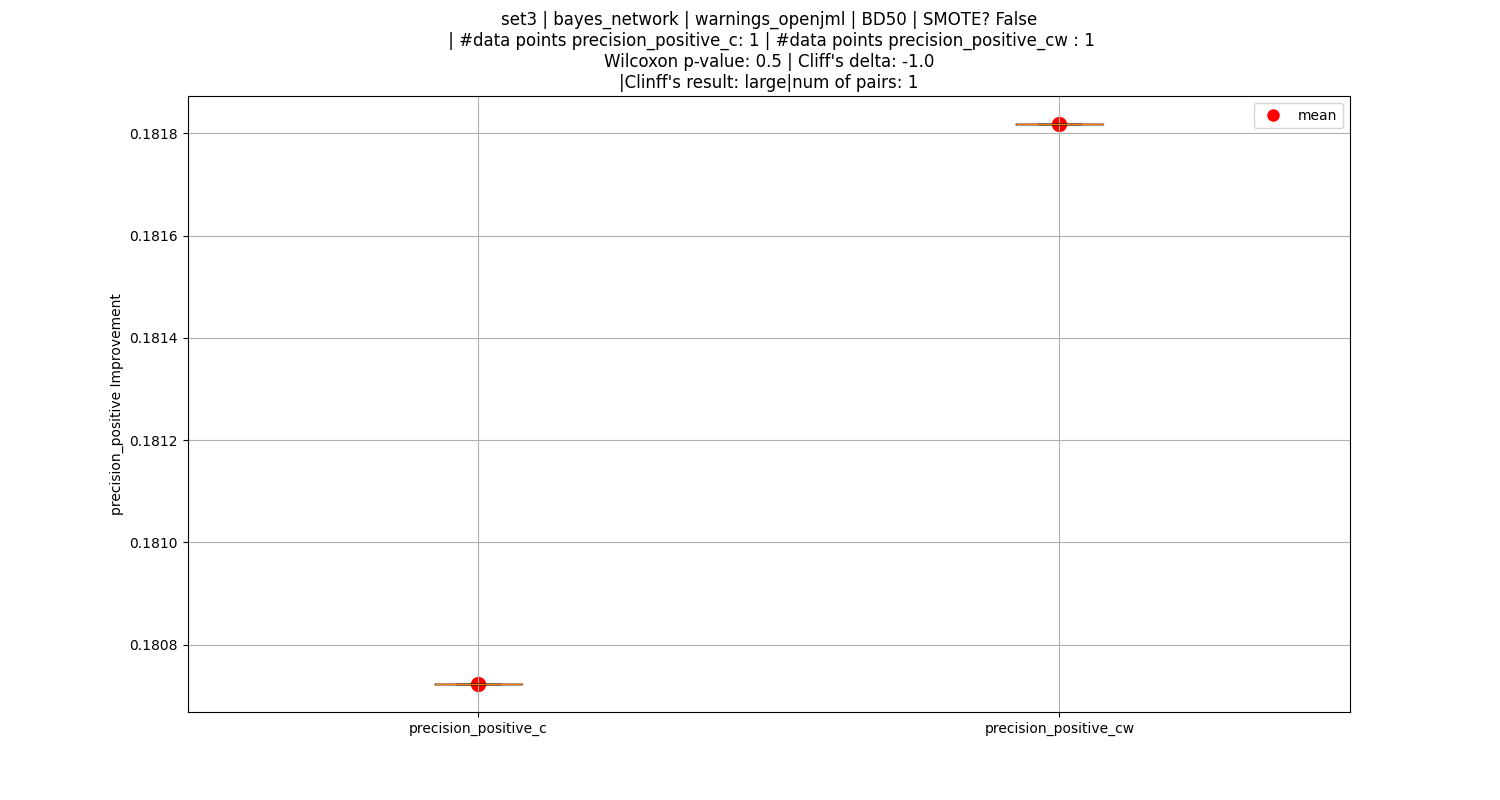 set3 | bayes_network | warnings_openjml | BD50 | SMOTE? False
| #data points precision_positive_c: 1 | #data points precision_positive_cw : 1
Wilcoxon p-value: 0.5 | Cliff's delta: -1.0
|Clinff's result: large|num of pairs: 1
mean
0.1818
0.1816
0.1814
0.1812
0.1810
0.1808
precision_positive Improvement
precision_positive_c
precision_positive_cw